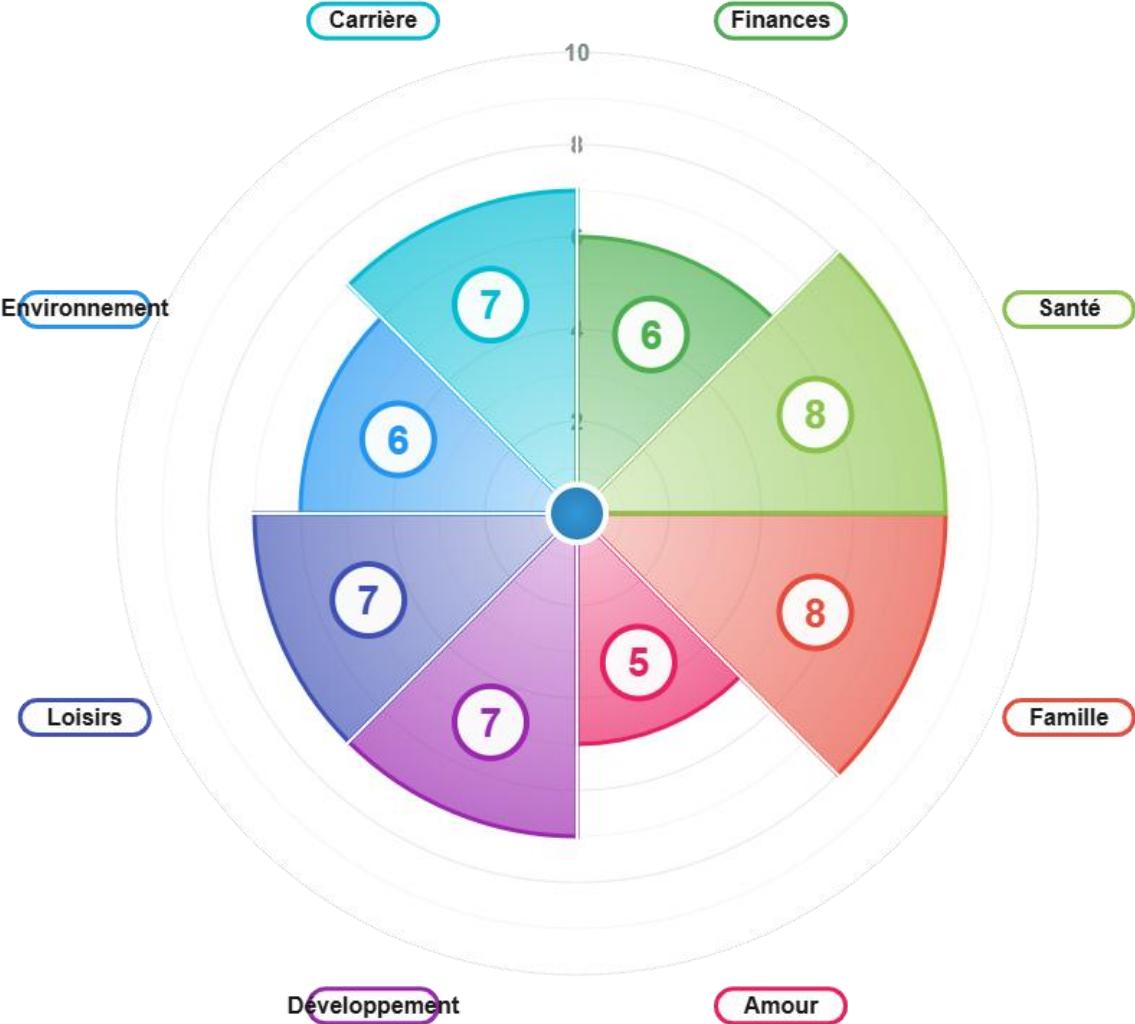 Carrière
Finances
10
8
7
6
6
4
2
Environnement
Santé
6
8
7
8
7
5
Loisirs
Famille
Développement
Amour